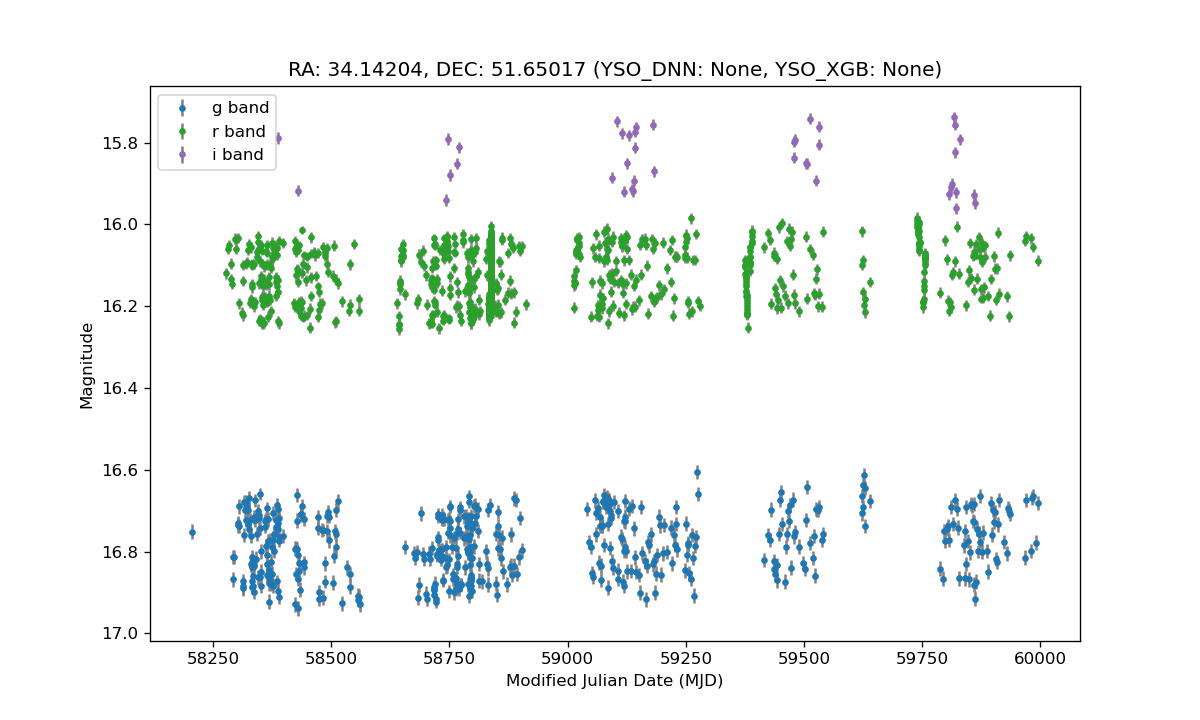 RA: 34.14204, DEC: 51.65017 (YSO_DNN: None, YSO_XGB: None)
g band
r band
i band
15.8
16.0
16.2
16.4
16.6
16.8
17.0
Magnitude
58250 58500 58750 59000 59250 59500 59750 60000
Modified Julian Date (MJD)